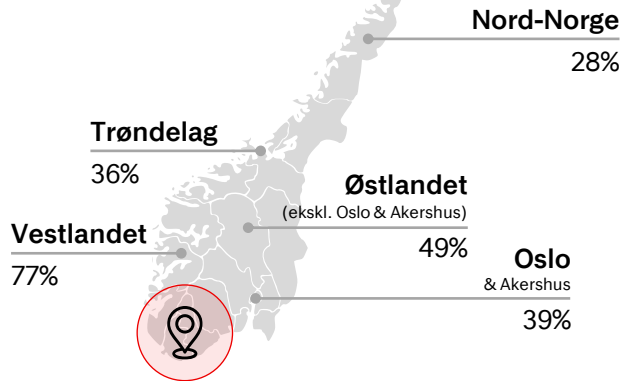 Nord-Norge
28%
Trøndelag
36%
Østlandet
(ekskl. Oslo & Akershus)
49%
Vestlandet
77%
Oslo
& Akershus
39%